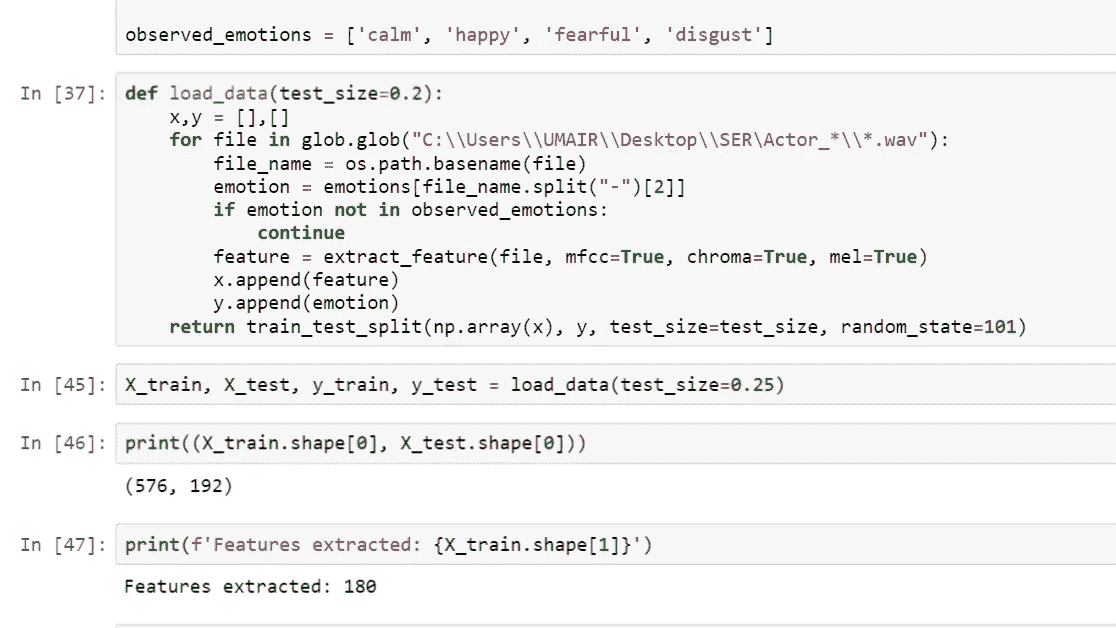 observed_emotions = ['calm', 'happy', 'fearful', 'disgust']
In [37]: def load_data(test_size=0.2):
    x,y = [],[]
    for file in glob.glob("C:\\Users\\UMAIR\\Desktop\\SER\Actor_*\\*.wav"):
        file_name = os.path.basename(file)
        emotion = emotions[file_name.split("-")[2]]
        if emotion not in observed_emotions:
            continue
        feature = extract_feature(file, mfcc=True, chroma=True, mel=True)
        x.append(feature)
        y.append(emotion)
    return train_test_split(np.array(x), y, test_size=test_size, random_state=101)
In [45]: X_train, X_test, y_train, y_test = load_data(test_size=0.25)
In [46]: print((X_train.shape[0], X_test.shape[0]))
(576, 192)
In [47]: print(f'Features extracted: {X_train.shape[1]}')
Features extracted: 180